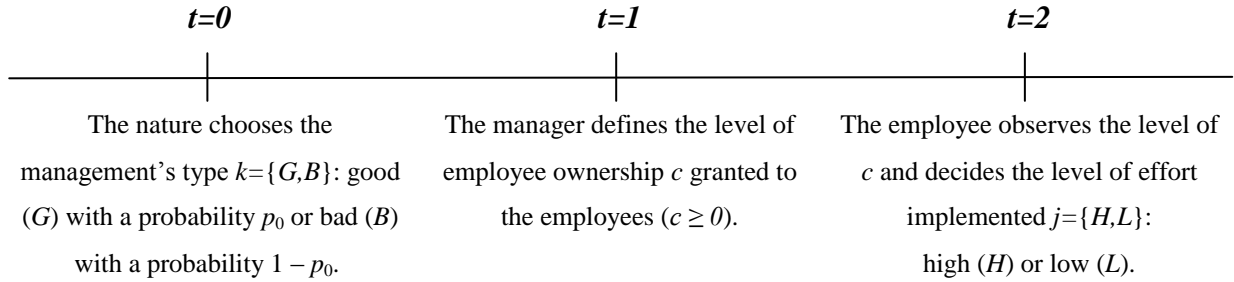 t=0
t=1
t=2
The nature chooses the
management's type k={G,B}: good
(G) with a probability p₀ or bad (B)
with a probability 1 – p₀.
The manager defines the level of
employee ownership c granted to
the employees (c ≥ 0).
The employee observes the level of
c and decides the level of effort
implemented j={H,L}:
high (H) or low (L).